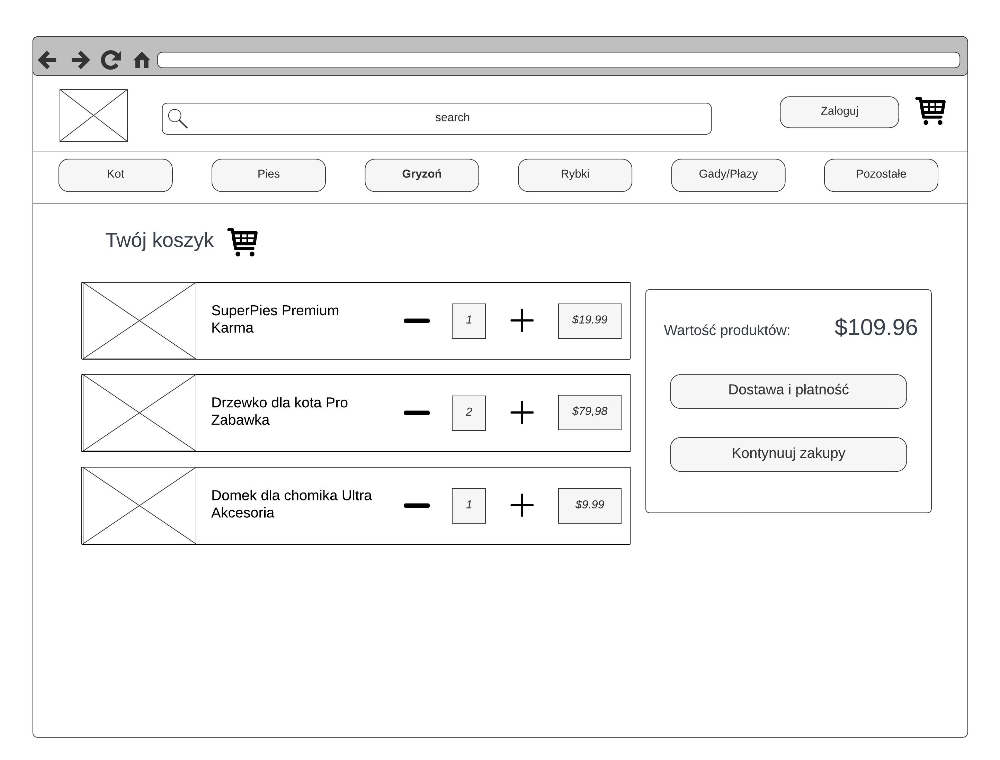 search
Zaloguj
Kot
Pies
Gryzoń
Rybki
Gady/Płazy
Pozostałe
Twój koszyk
SuperPies Premium
Karma
1
$19.99
Wartość produktów:
$109.96
Drzewko dla kota Pro
Zabawka
2
$79,98
Dostawa i płatność
Kontynuuj zakupy
Domek dla chomika Ultra
Akcesoria
1
$9.99